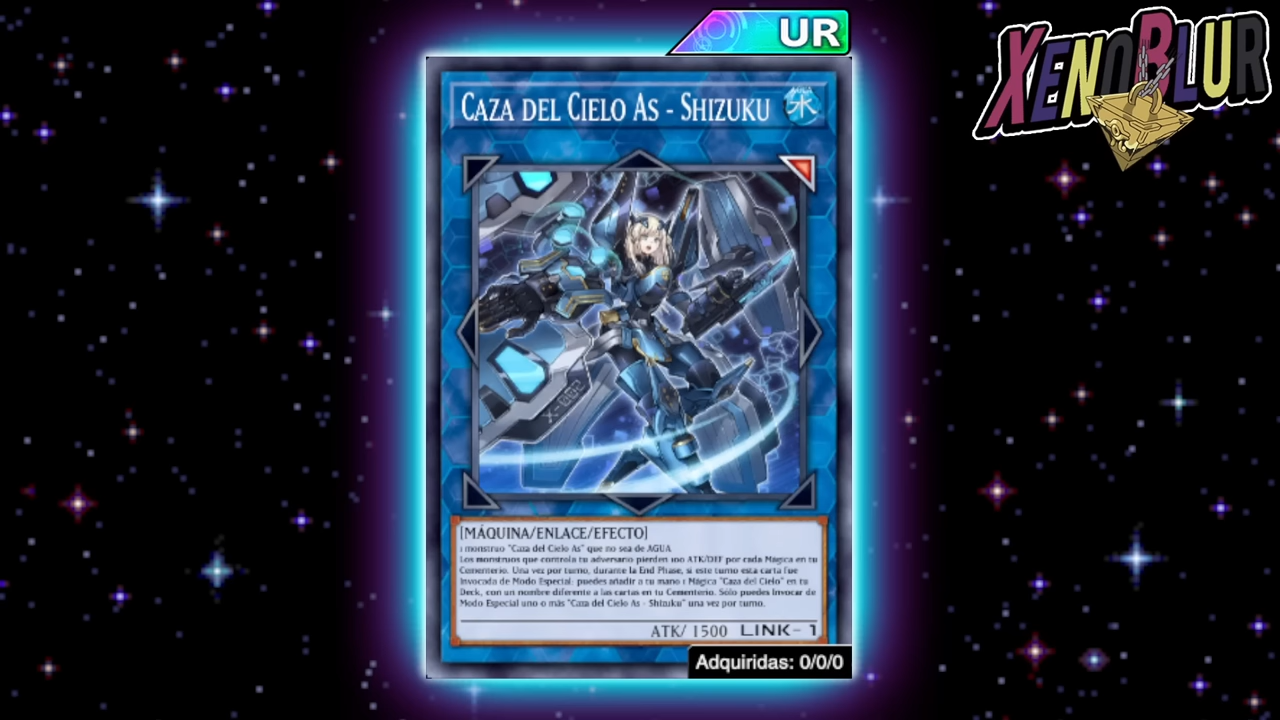 UR
XENOBLUR
CAZA DEL CIELO AS - SHIZUKU
水
X-002
[MÁQUINA/ENLACE/EFECTO]
1 monstruo "Caza del Cielo As" que no sea de AGUA
Los monstruos que controla tu adversario pierden 100 ATK/DEF por cada Mágica en tu
Cementerio. Una vez por turno, durante la End Phase, si este turno esta carta fue
Invocada de Modo Especial: puedes añadir a tu mano 1 Mágica "Caza del Cielo" en tu
Deck, con un nombre diferente a las cartas en tu Cementerio. Sólo puedes Invocar de
Modo Especial uno o más "Caza del Cielo As - Shizuku" una vez por turno.
ATK/ 1500 LINK- 1
Adquiridas: 0/0/0